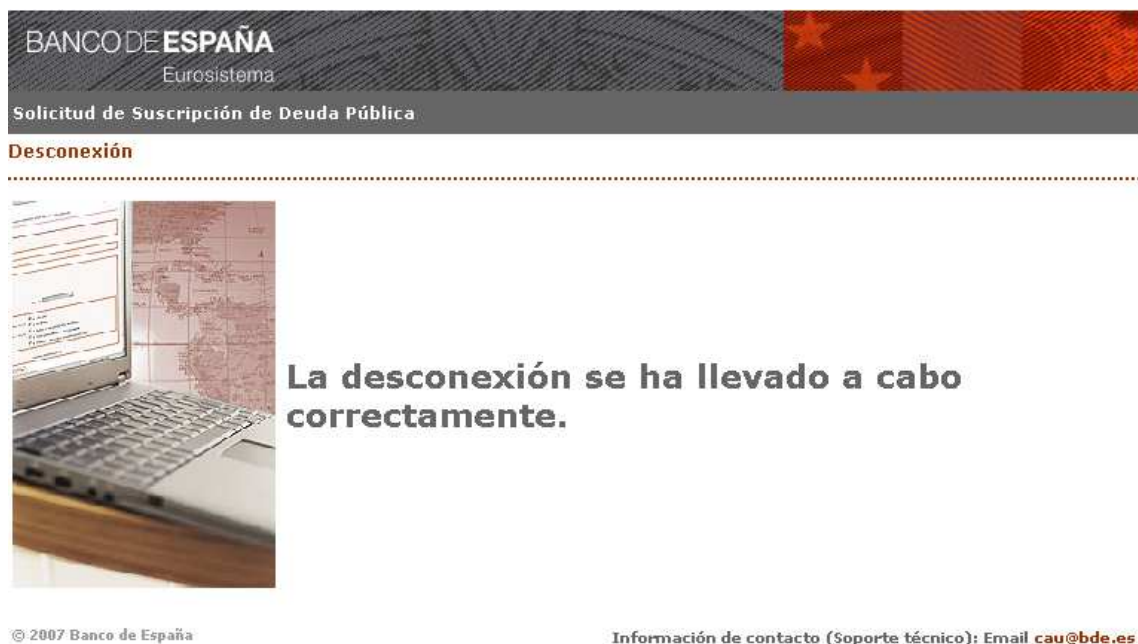 BANCO DE ESPAÑA
Eurosistema
Solicitud de Suscripción de Deuda Pública
Desconexión
La desconexión se ha llevado a cabo
correctamente.
© 2007 Banco de España
Información de contacto (Soporte técnico): Email cau@bde.es